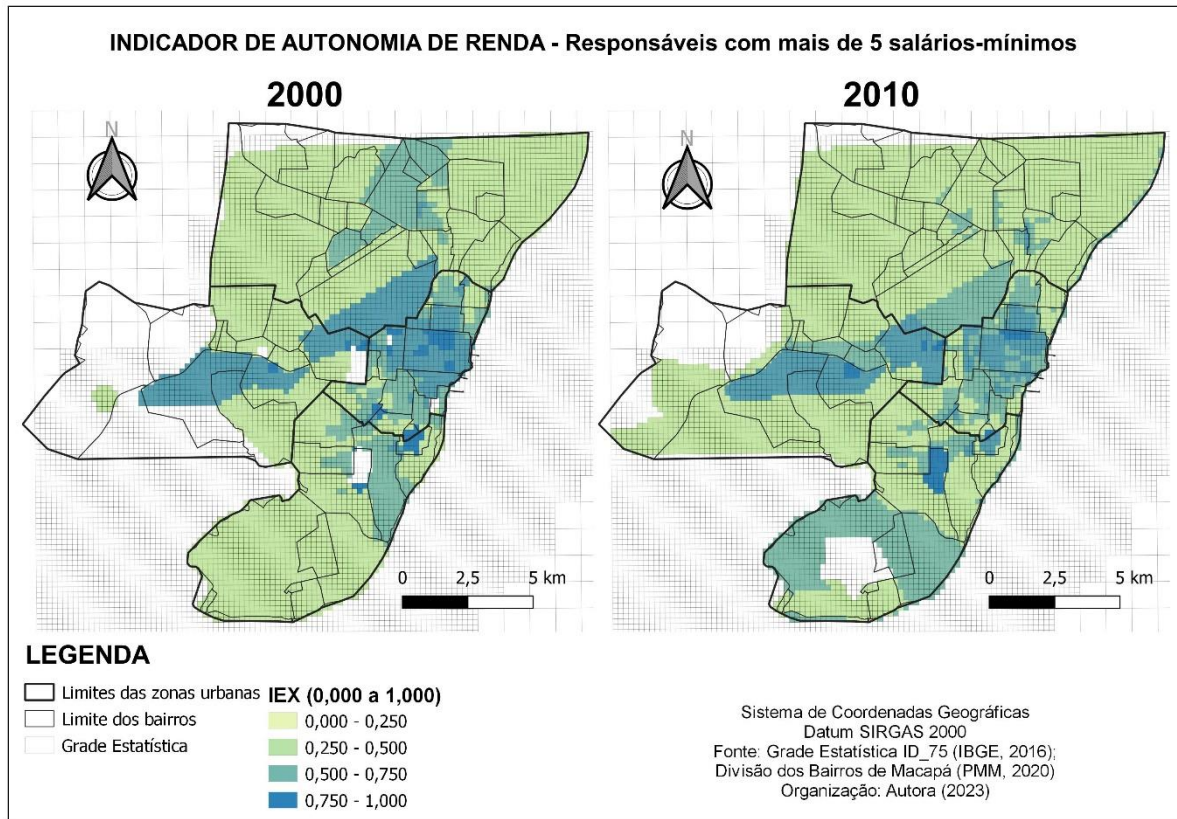 INDICADOR DE AUTONOMIA DE RENDA - Responsáveis com mais de 5 salários-mínimos
2000
2010
N
N
0 2,5 5 km
0 2,5 5 km
LEGENDA
Limites das zonas urbanas
Limite dos bairros
Grade Estatística
IEX (0,000 a 1,000)
0,000 - 0,250
0,250 - 0,500
0,500 - 0,750
0,750 - 1,000
Sistema de Coordenadas Geográficas
Datum SIRGAS 2000
Fonte: Grade Estatística ID_75 (IBGE, 2016);
Divisão dos Bairros de Macapá (PMM, 2020)
Organização: Autora (2023)